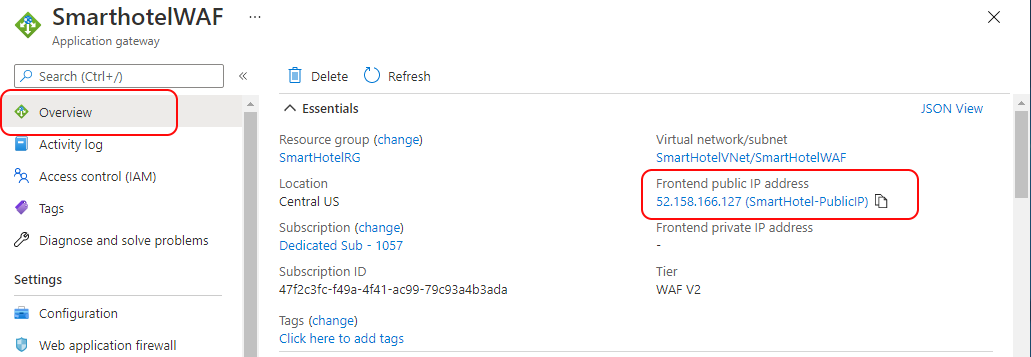 SmarthotelWAF ...
Application gateway
Search (Ctrl+/)
«
Overview
Activity log
Access control (IAM)
Tags
Diagnose and solve problems
Settings
Configuration
Web application firewall
Delete Refresh
Essentials JSON View
Resource group (change)
SmartHotelRG
Location
Central US
Subscription (change)
Dedicated Sub - 1057
Subscription ID
47f2c3fc-f49a-4f41-ac99-79c93a4b3ada
Tags (change)
Click here to add tags
Virtual network/subnet
SmartHotelVNet/SmartHotelWAF
Frontend public IP address
52.158.166.127 (SmartHotel-PublicIP)
Frontend private IP address
-
Tier
WAF V2